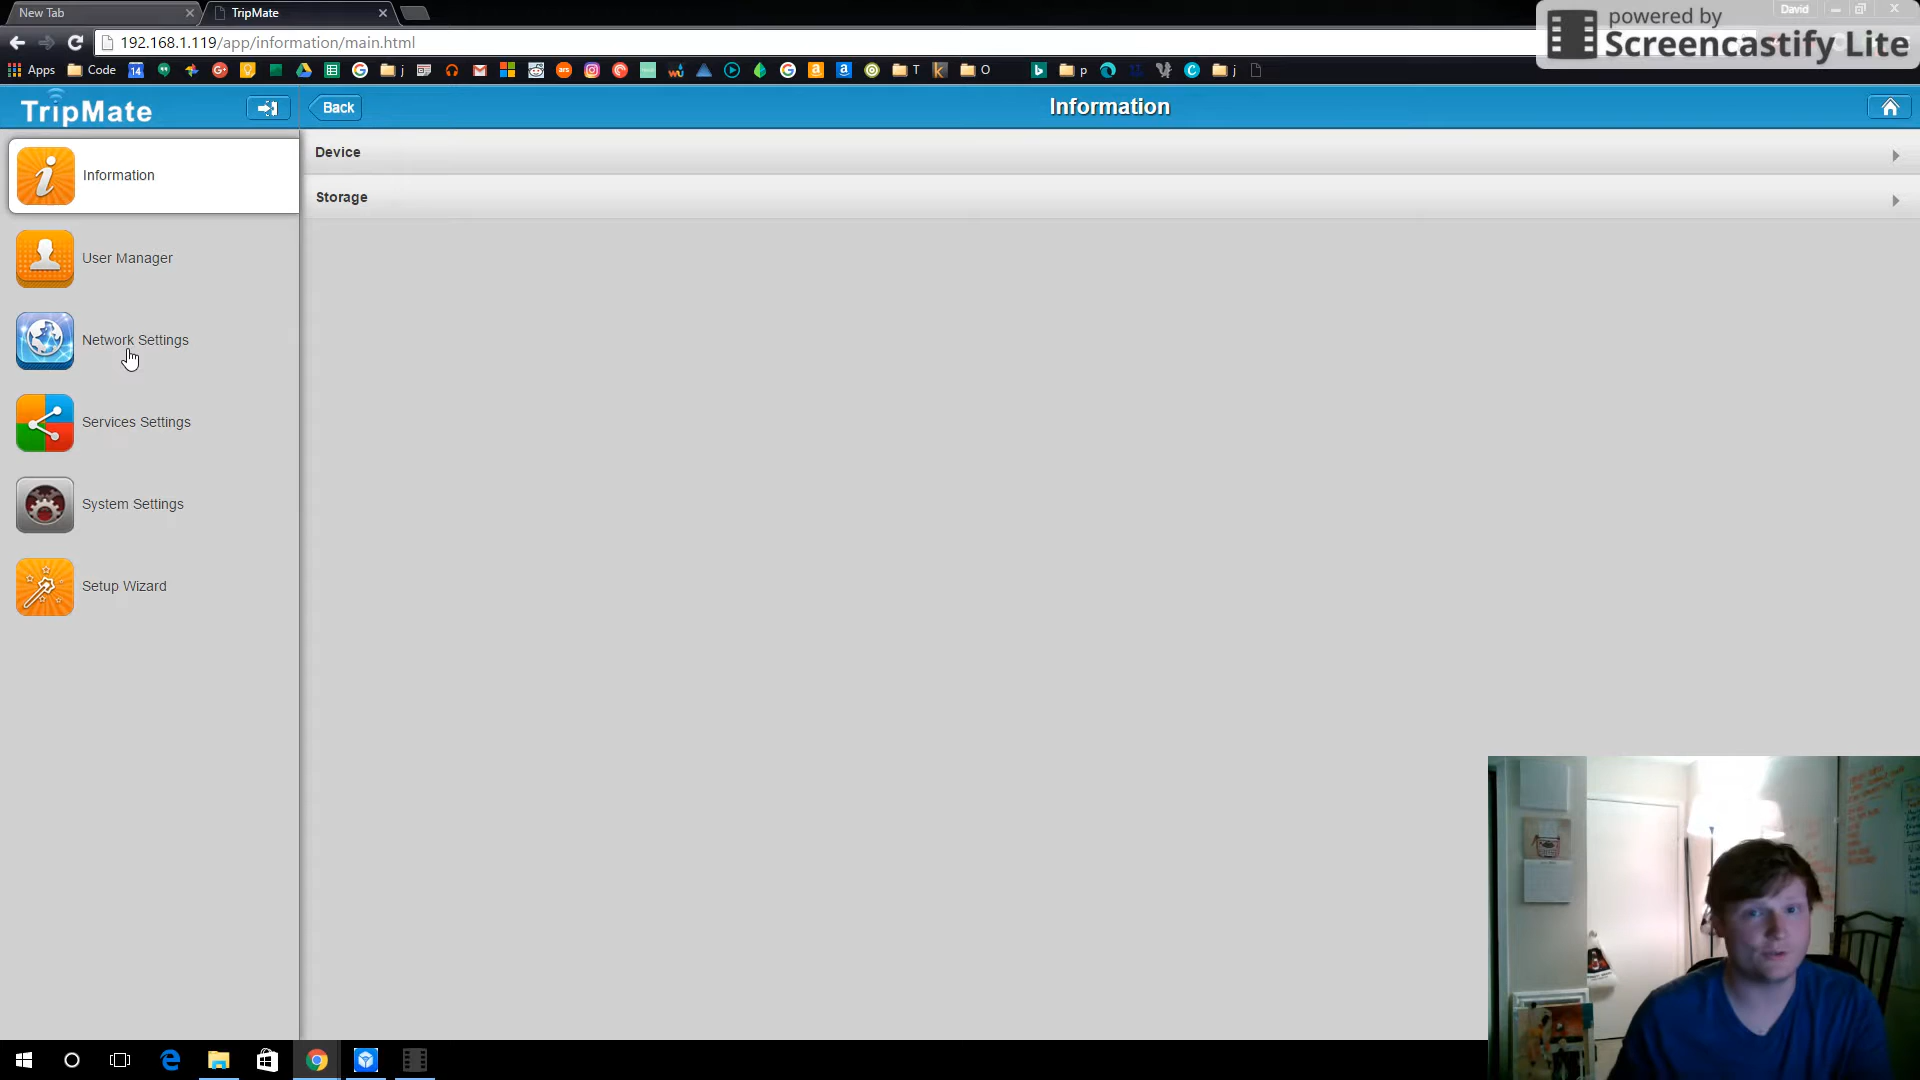 New Tab
TripMate
David
powered by
Screencastify Lite
192.168.1.119/app/information/main.html
Apps
Code
14
j
T
O
p
j
TripMate
Back
Information
Device
Storage
Information
User Manager
Network Settings
Services Settings
System Settings
Setup Wizard